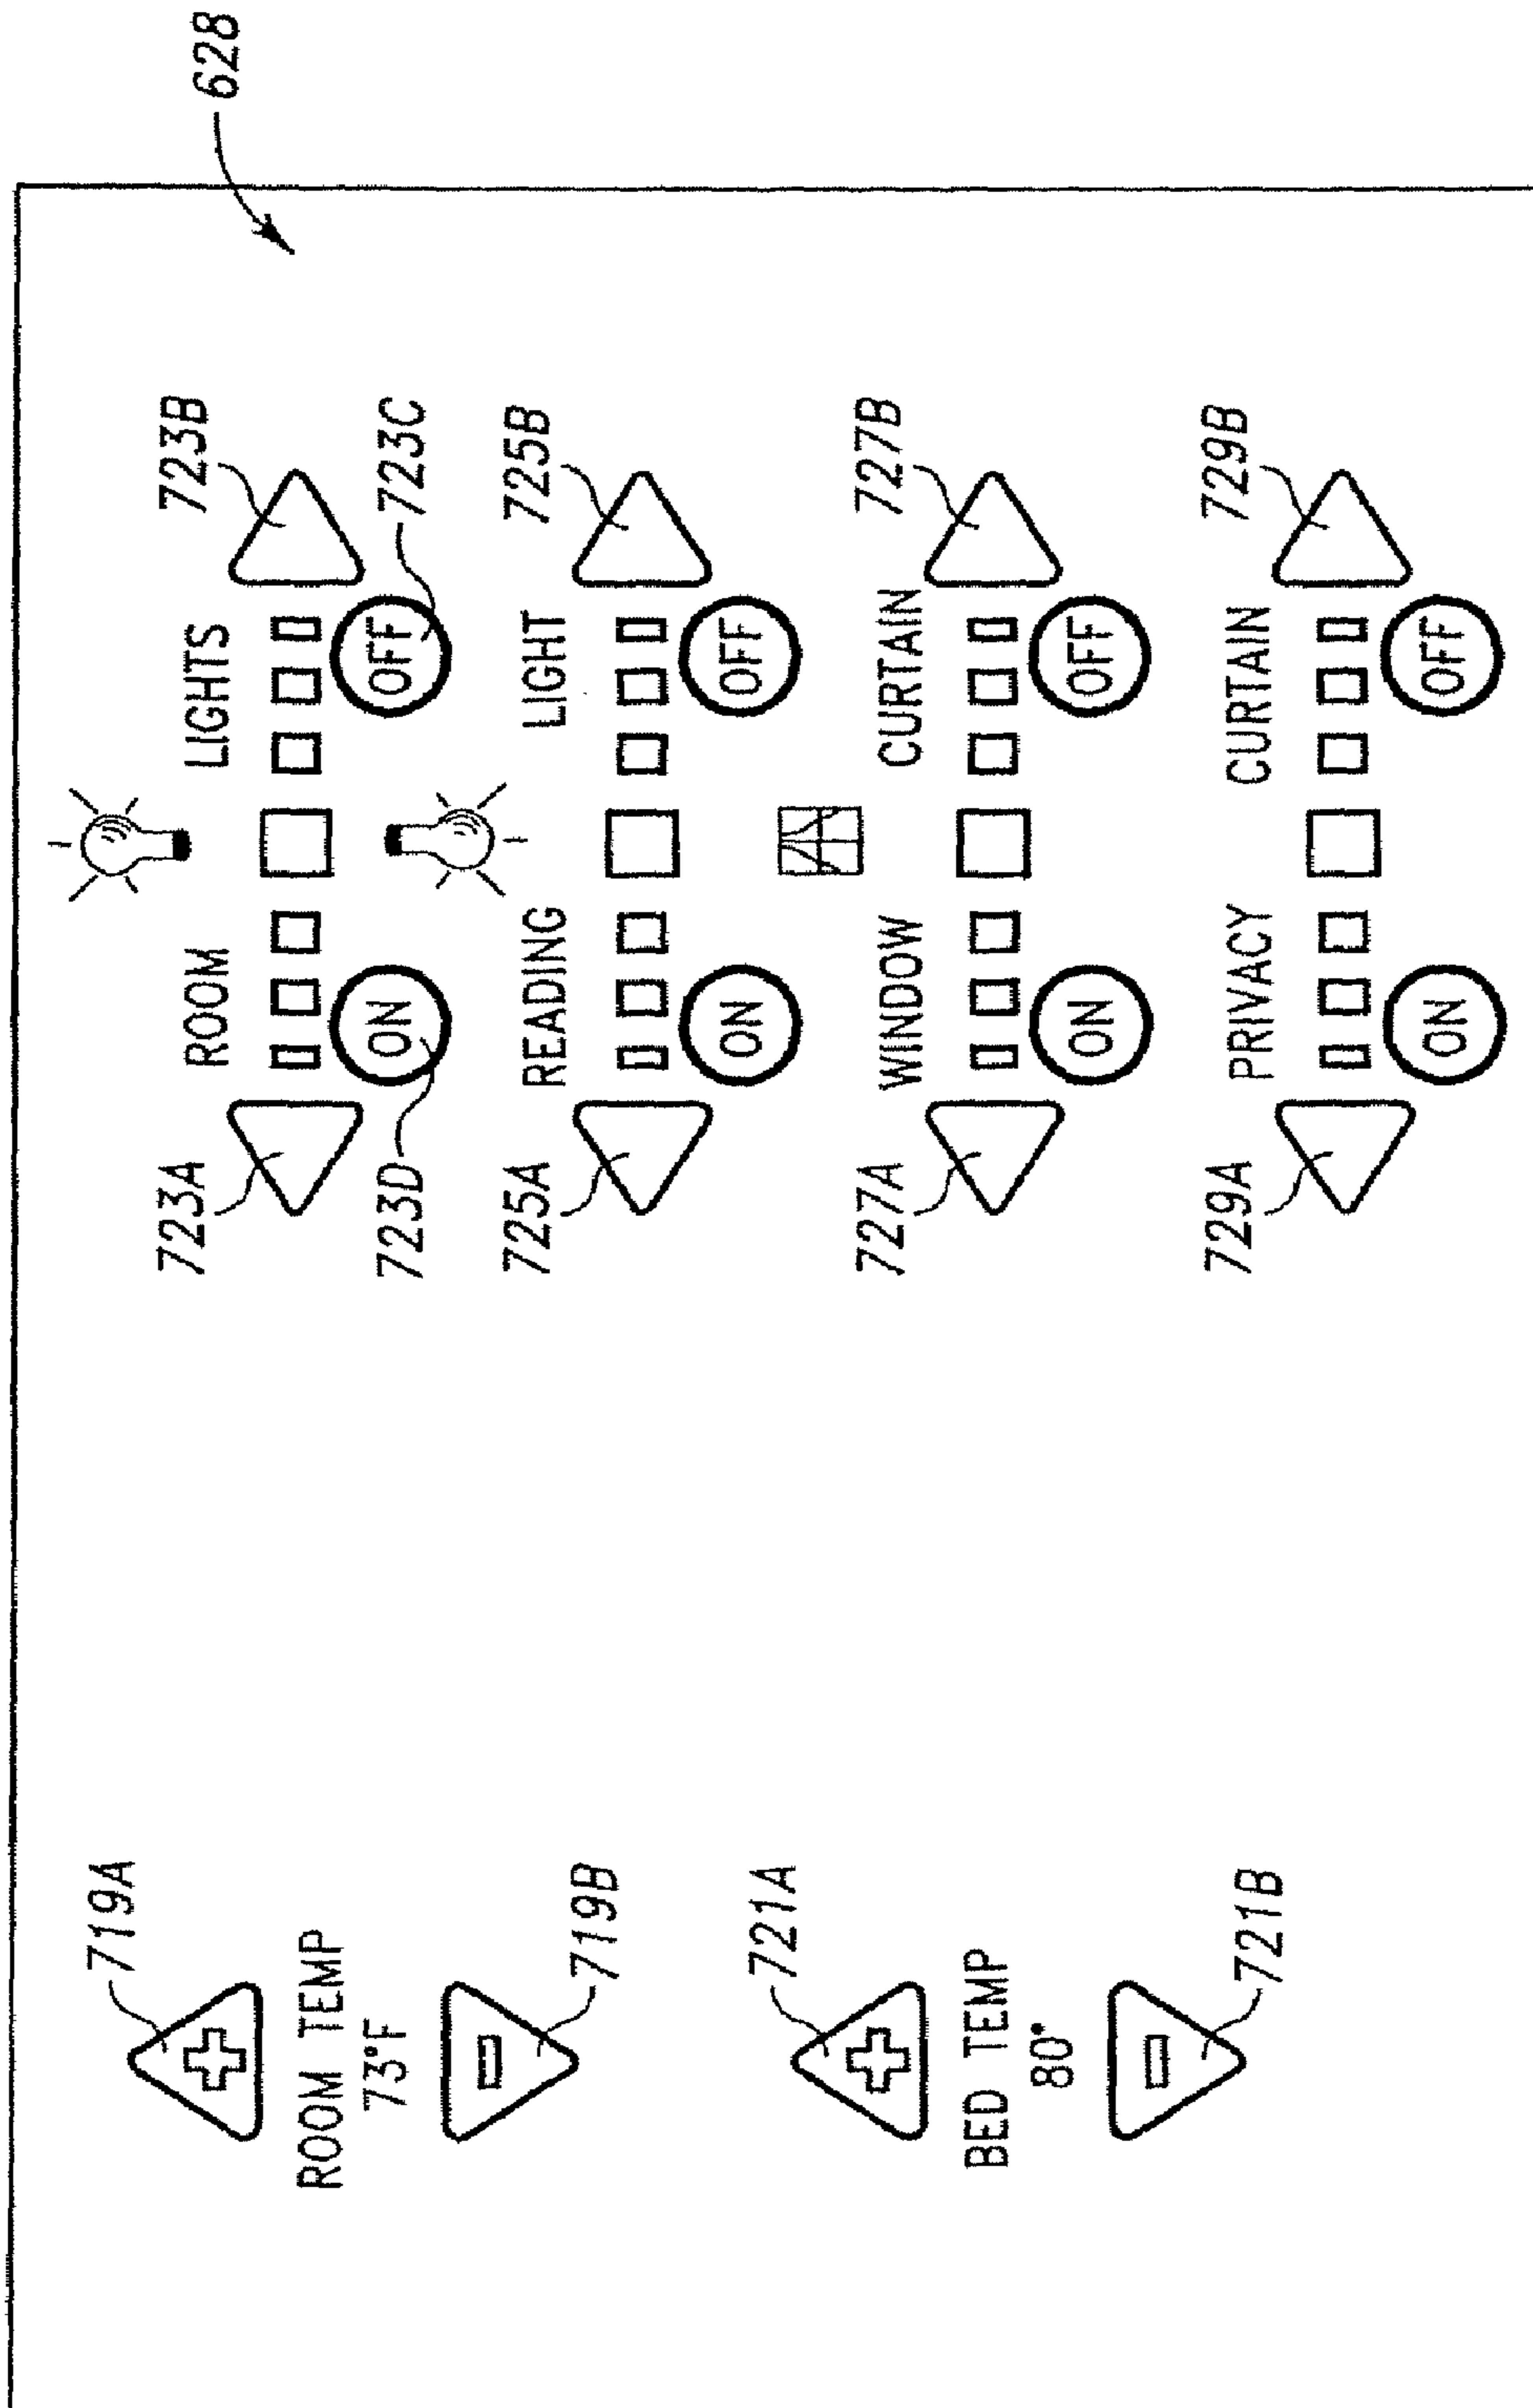 628
719A
ROOM TEMP
73°F
719B
721A
BED TEMP
80°
721B
723A
ROOM LIGHTS
723B
ON OFF
723D
723C
725A
READING LIGHT
725B
ON OFF
727A
WINDOW CURTAIN
727B
ON OFF
729A
PRIVACY CURTAIN
729B
ON OFF